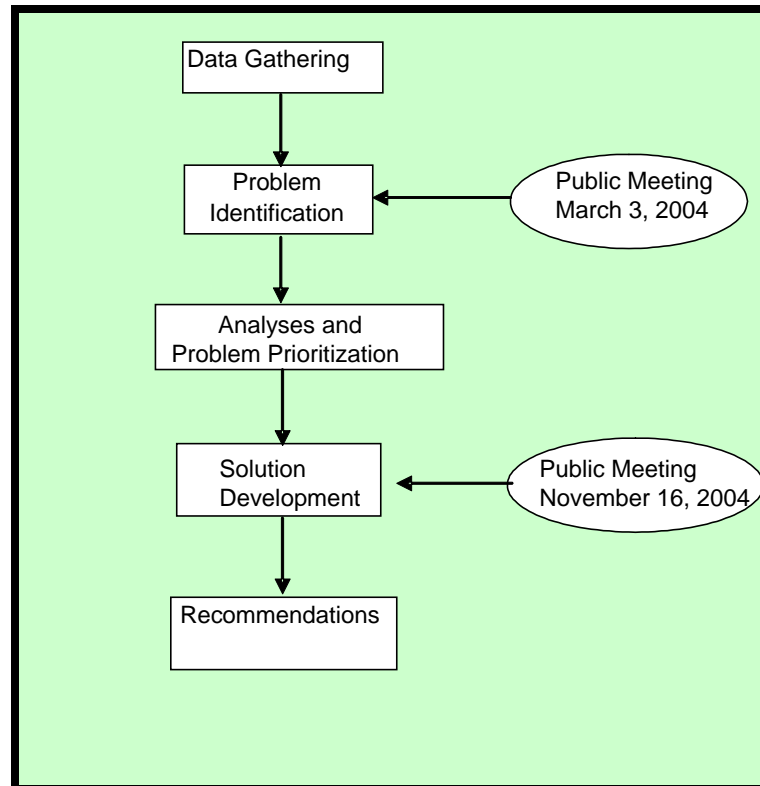 Data Gathering
Problem
Identification
Public Meeting
March 3, 2004
Analyses and
Problem Prioritization
Solution
Development
Public Meeting
November 16, 2004
Recommendations